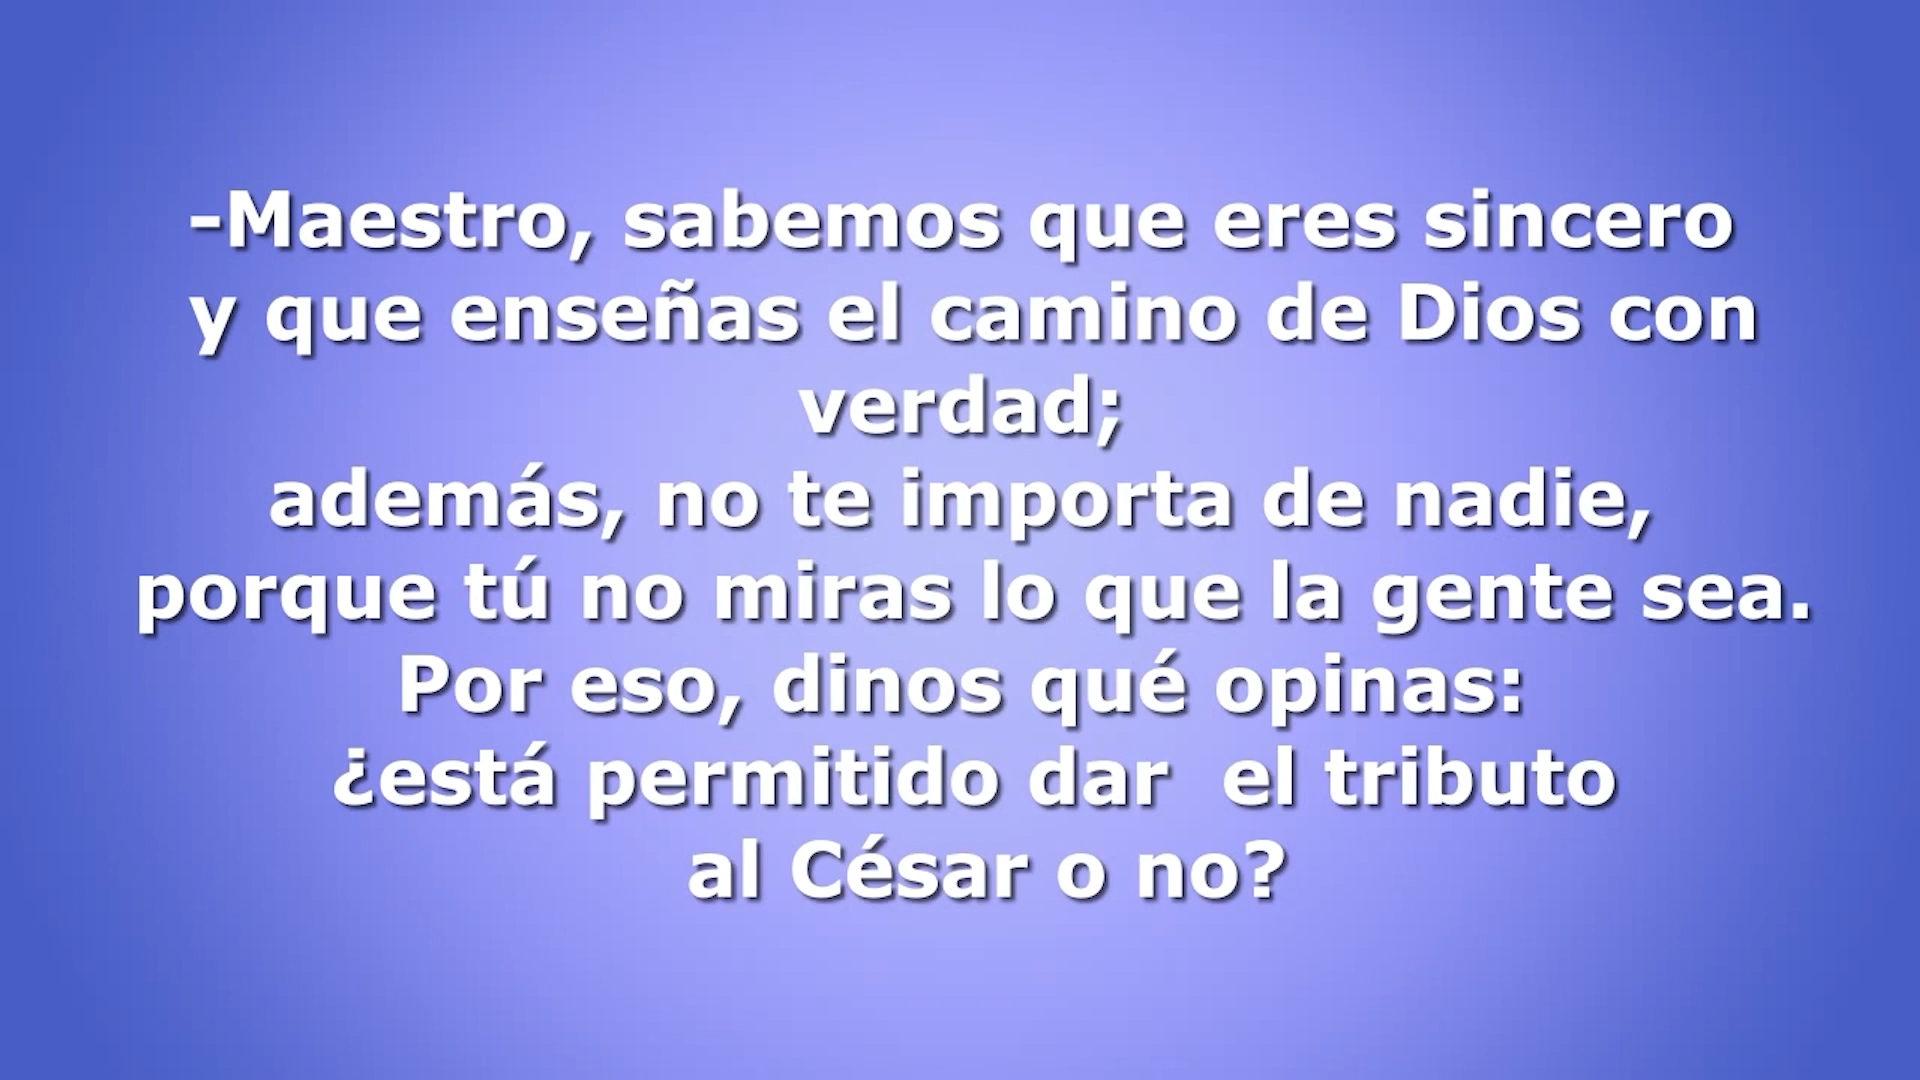 -Maestro, sabemos que eres sincero
y que enseñas el camino de Dios con
verdad;
además, no te importa de nadie,
porque tú no miras lo que la gente sea.
Por eso, dinos qué opinas:
¿está permitido dar  el tributo
al César o no?